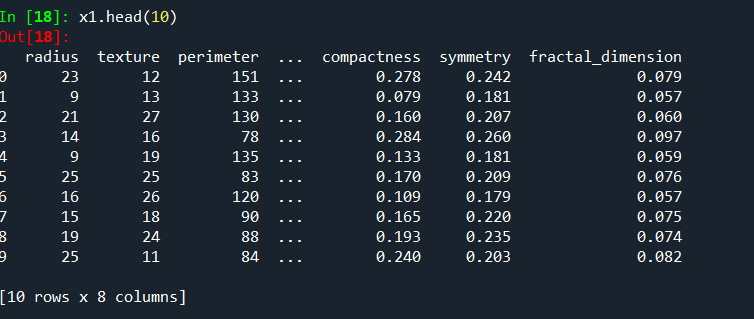 In [18]: x1.head(10)
Out[18]:
radius texture perimeter ... compactness symmetry fractal_dimension
0 23 12 151 ... 0.278 0.242 0.079
1 9 13 133 ... 0.079 0.181 0.057
2 21 27 130 ... 0.160 0.207 0.060
3 14 16 78 ... 0.284 0.260 0.097
4 9 19 135 ... 0.133 0.181 0.059
5 25 25 83 ... 0.170 0.209 0.076
6 16 26 120 ... 0.109 0.179 0.057
7 15 18 90 ... 0.165 0.220 0.075
8 19 24 88 ... 0.193 0.235 0.074
9 25 11 84 ... 0.240 0.203 0.082
[10 rows x 8 columns]